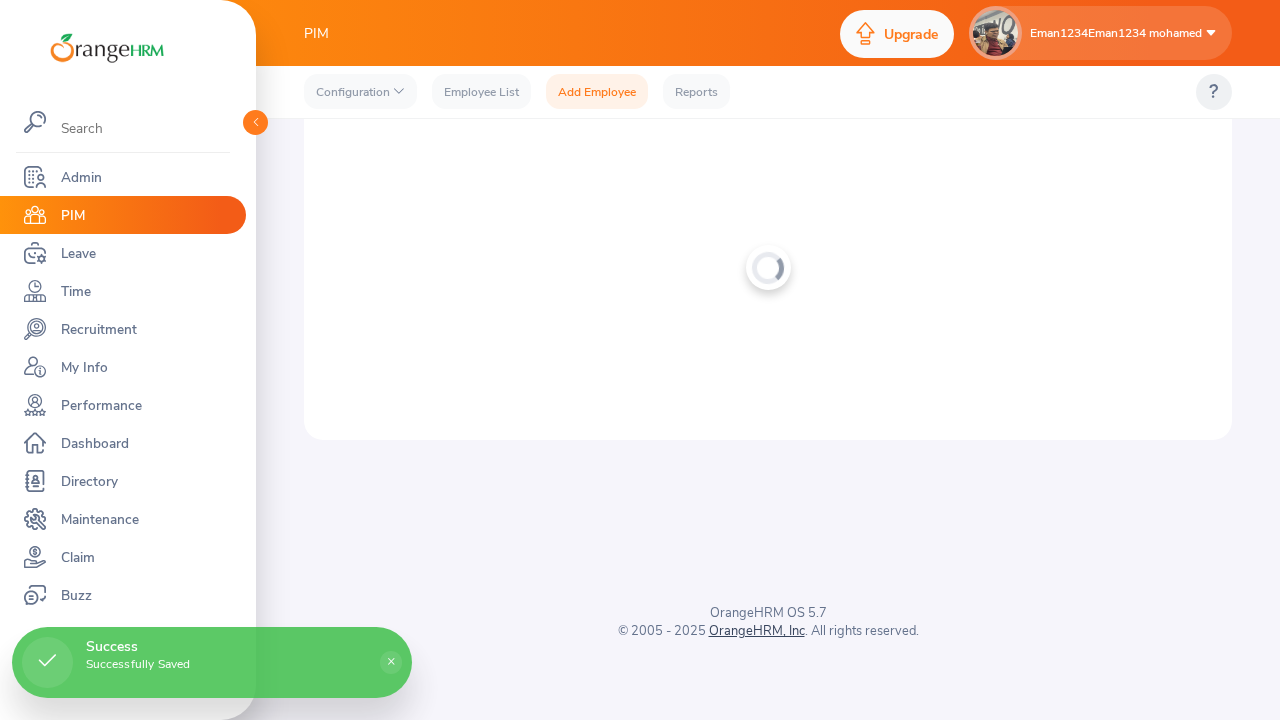 OrangeHRM
PIM
Upgrade
Eman1234Eman1234 mohamed
Configuration
Employee List
Add Employee
Reports
?
Search
Admin
PIM
Leave
Time
Recruitment
My Info
Performance
Dashboard
Directory
Maintenance
Claim
Buzz
OrangeHRM OS 5.7
© 2005 - 2025 OrangeHRM, Inc. All rights reserved.
Success
Successfully Saved
×